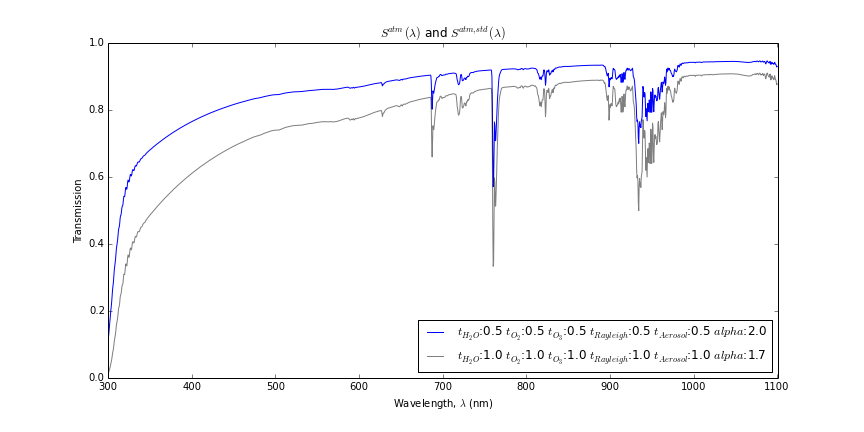 S^{atm}(λ) and S^{atm,std}(λ)
1.0
0.8
0.6
0.4
0.2
0.0
Transmission
t_{H_2O}:0.5 t_{O_2}:0.5 t_{O_3}:0.5 t_{Rayleigh}:0.5 t_{Aerosol}:0.5 alpha:2.0
t_{H_2O}:1.0 t_{O_2}:1.0 t_{O_3}:1.0 t_{Rayleigh}:1.0 t_{Aerosol}:1.0 alpha:1.7
300 400 500 600 700 800 900 1000 1100
Wavelength, λ (nm)